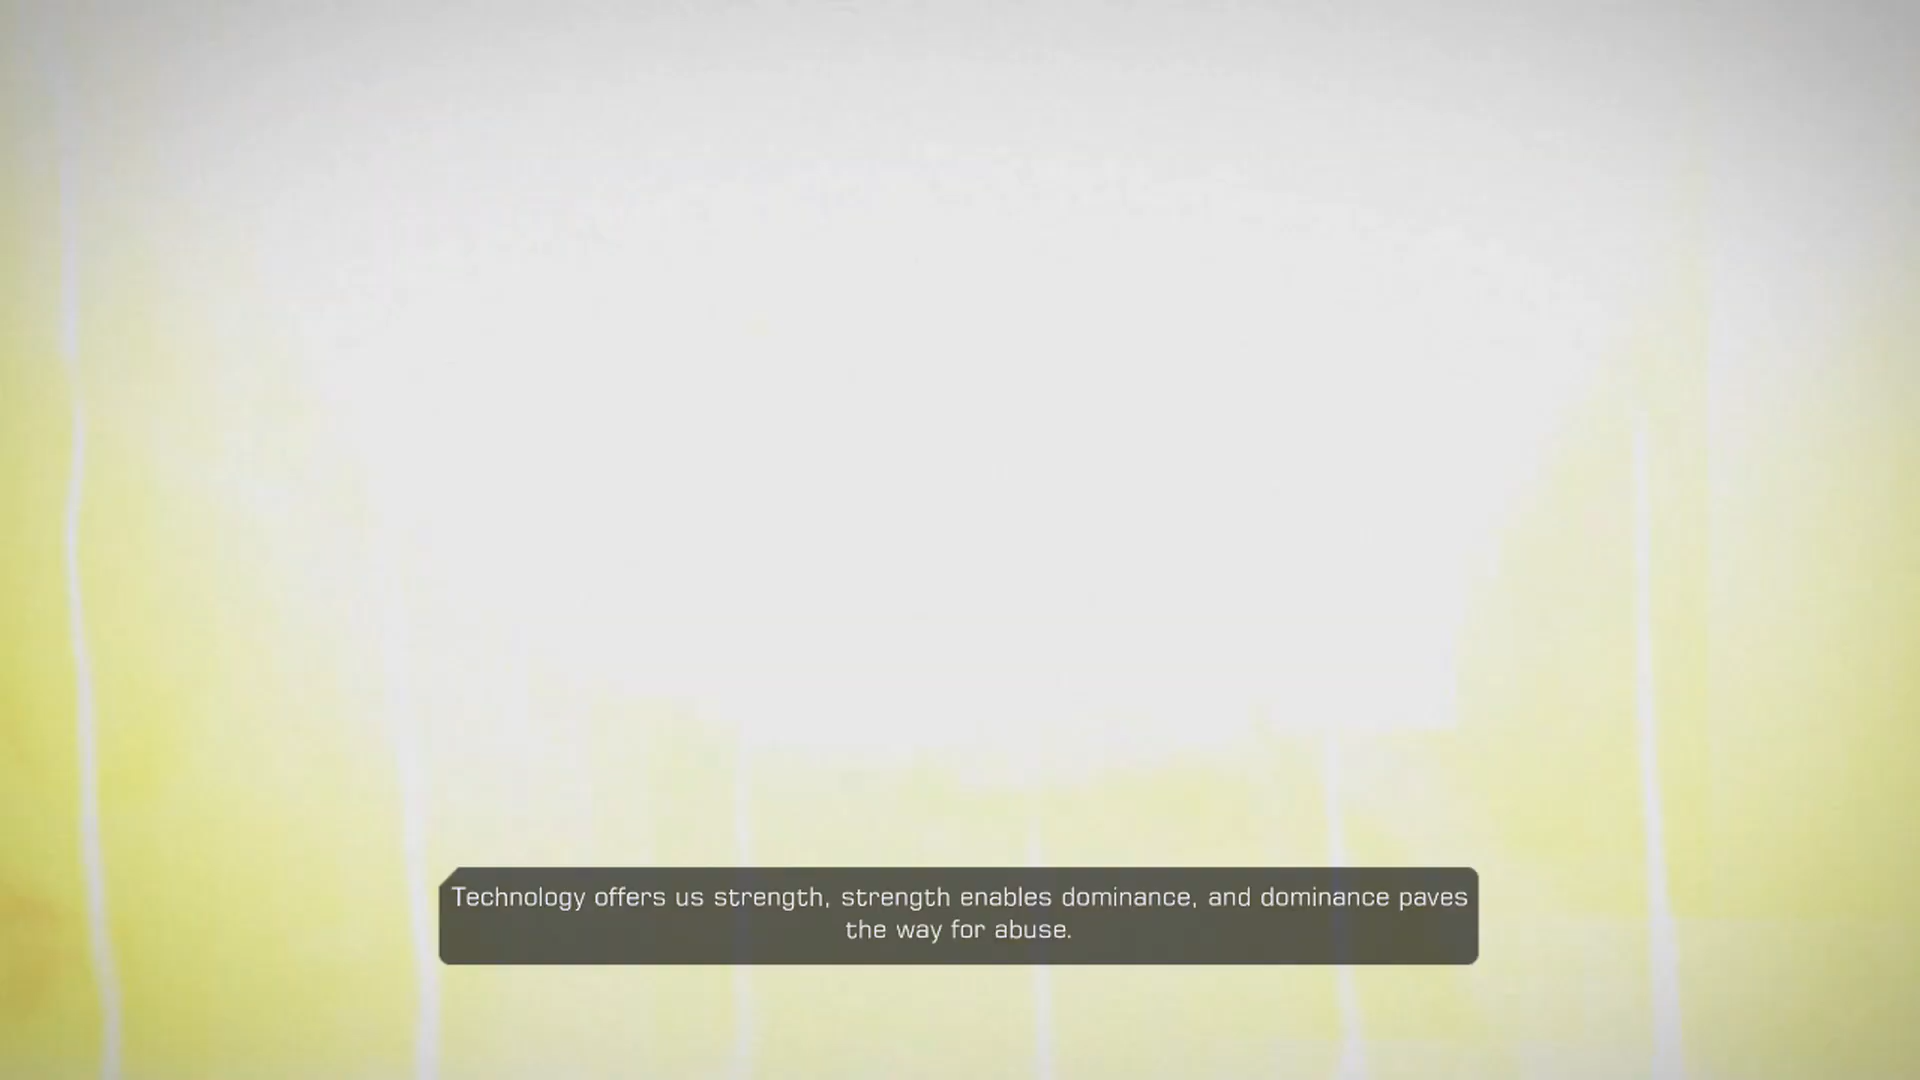 Technology offers us strength, strength enables dominance, and dominance paves
the way for abuse.